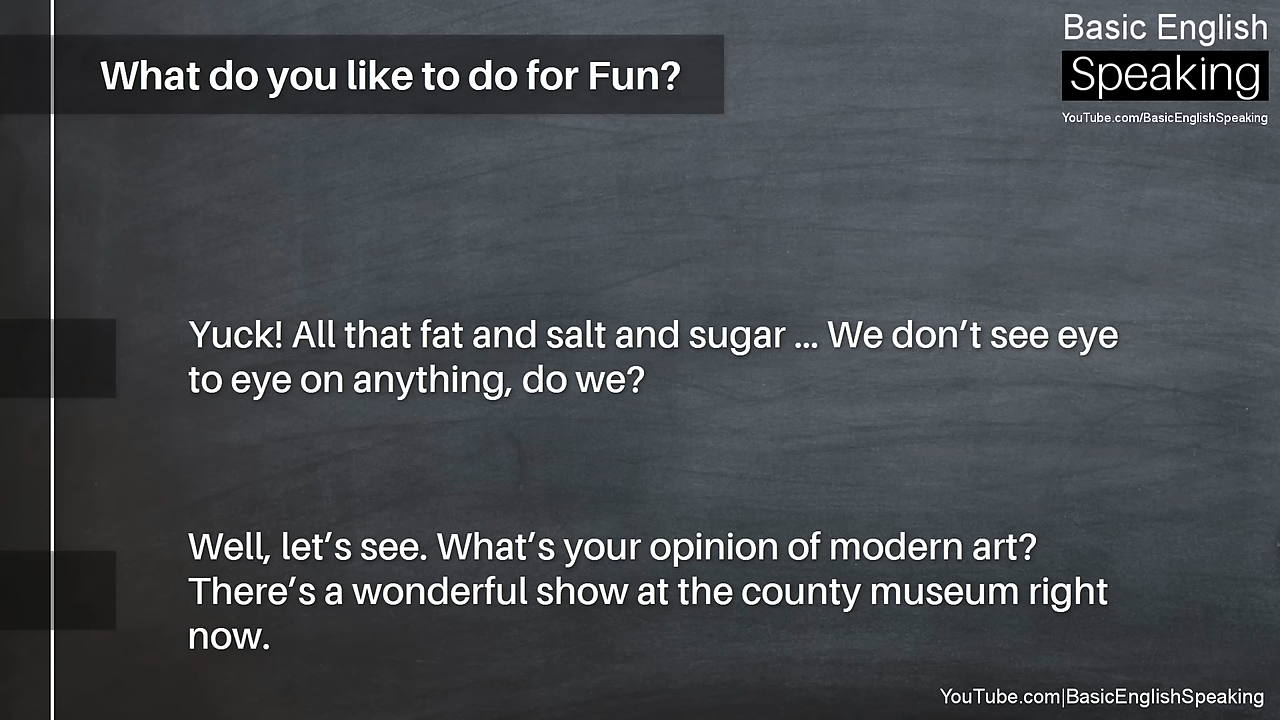 Basic English
What do you like to do for Fun?
Speaking
YouTube.com/BasicEnglishSpeaking
Yuck! All that fat and salt and sugar ... We don’t see eye
to eye on anything, do we?
Well, let’s see. What’s your opinion of modern art?
There’s a wonderful show at the county museum right
now.
YouTube.com|BasicEnglishSpeaking